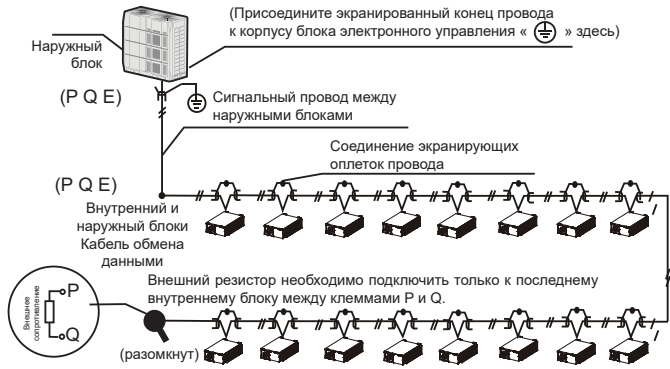 (Присоедините экранированный конец провода
к корпусу блока электронного управления « » здесь)
Наружный
блок
(P Q E)
Сигнальный провод между
наружными блоками
Соединение экранирующих
оплеток провода
(P Q E)
Внутренний и
наружный блоки
Кабель обмена
данными
Внешний резистор необходимо подключить только к последнему
внутреннему блоку между клеммами P и Q.
Внешнее
сопротивление
P
Q
(разомкнут)